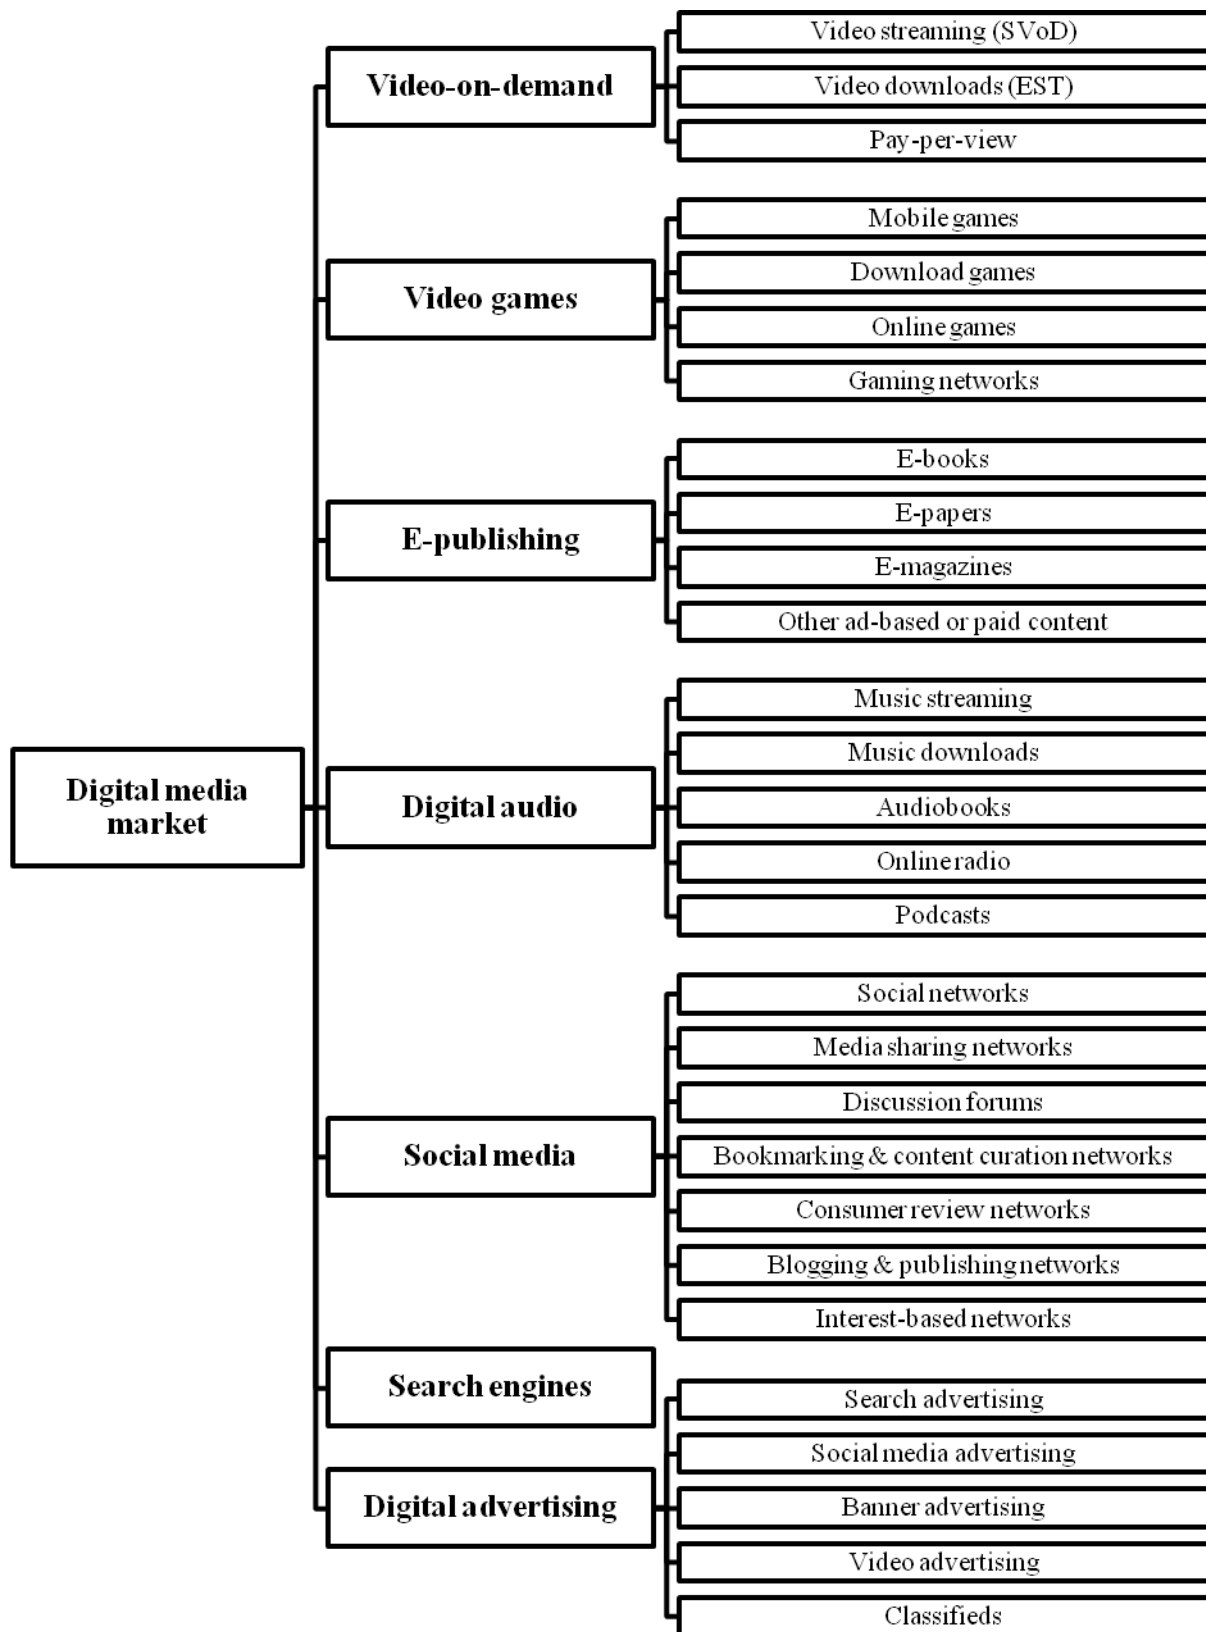 Digital media
market
Video-on-demand
Video streaming (SVoD)
Video downloads (EST)
Pay-per-view
Video games
Mobile games
Download games
Online games
Gaming networks
E-publishing
E-books
E-papers
E-magazines
Other ad-based or paid content
Digital audio
Music streaming
Music downloads
Audiobooks
Online radio
Podcasts
Social media
Social networks
Media sharing networks
Discussion forums
Bookmarking & content curation networks
Consumer review networks
Blogging & publishing networks
Interest-based networks
Search engines
Digital advertising
Search advertising
Social media advertising
Banner advertising
Video advertising
Classifieds